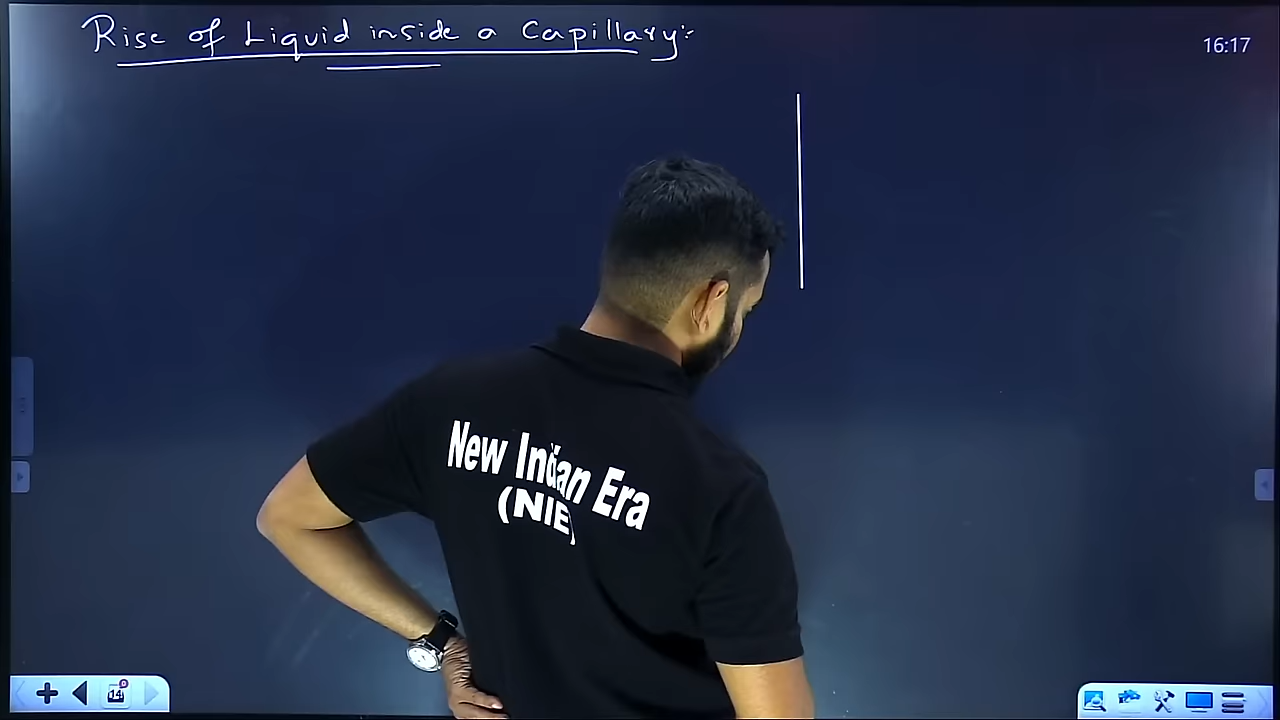 Rise of Liquid inside a Capillary:-
16:17
New Indian Era
(NIE)
14